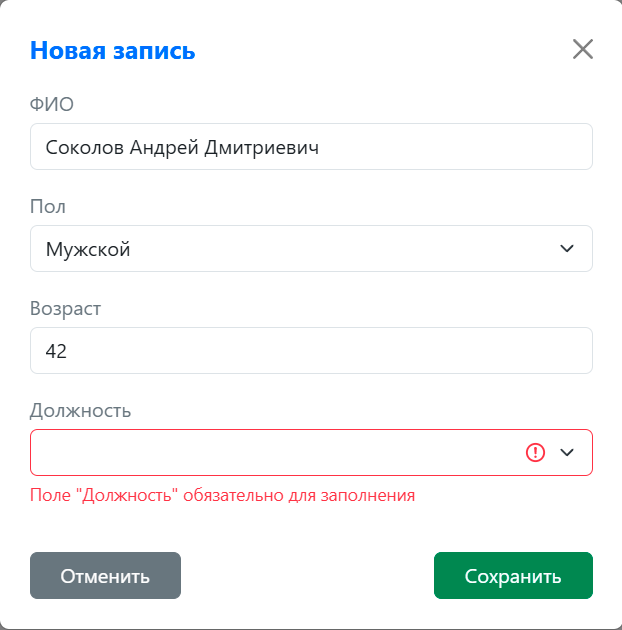 Новая запись
ФИО
Соколов Андрей Дмитриевич
Пол
Мужской
Возраст
42
Должность
Поле "Должность" обязательно для заполнения
Отменить
Сохранить